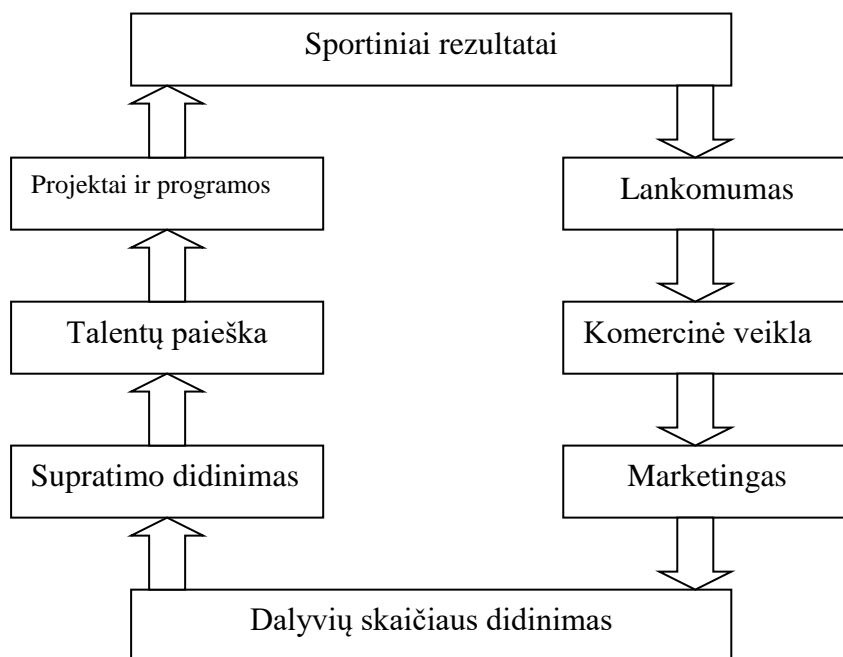 Sportiniai rezultatai
Projektai ir programos
Lankomumas
Talentų paieška
Komercinė veikla
Supratimo didinimas
Marketingas
Dalyvių skaičiaus didinimas